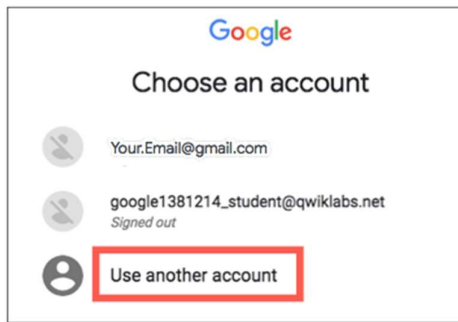 Google
Choose an account
Your.Email@gmail.com
google1381214_student@qwiklabs.net
Signed out
Use another account